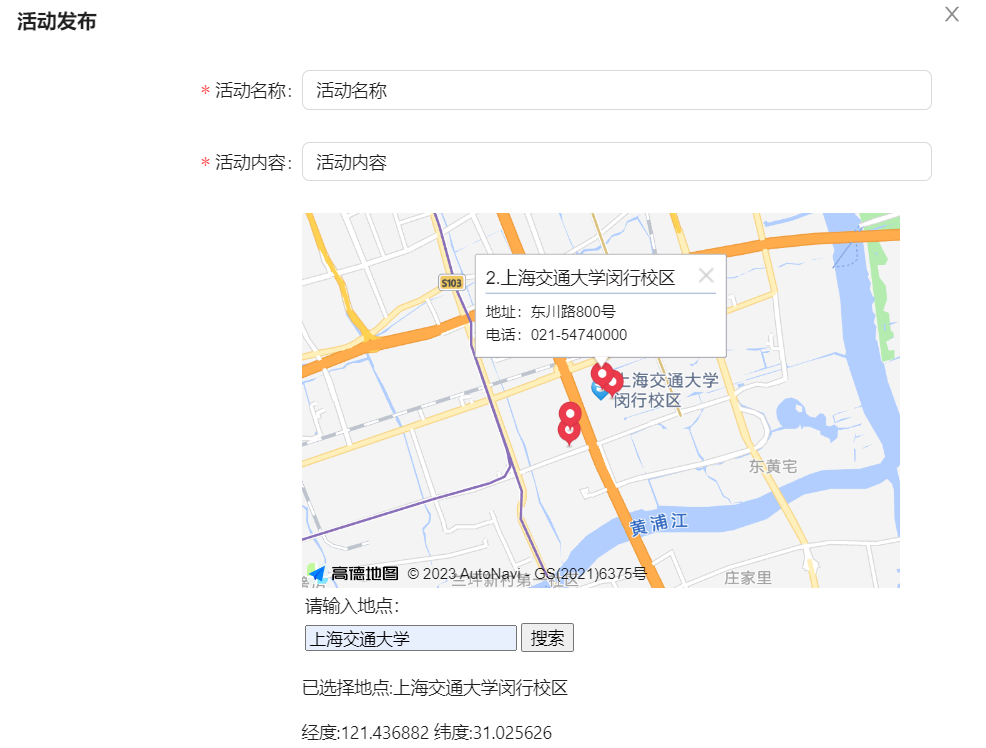 活动发布
* 活动名称:
活动名称
* 活动内容:
活动内容
S103
2.上海交通大学闵行校区
地址：东川路800号
电话：021-54740000
上海交通大学
闵行校区
东黄宅
黄浦江
庄家里
高德地图 © 2023 AutoNavi - GS(2021)6375号
请输入地点：
上海交通大学 搜索
已选择地点:上海交通大学闵行校区
经度:121.436882 纬度:31.025626